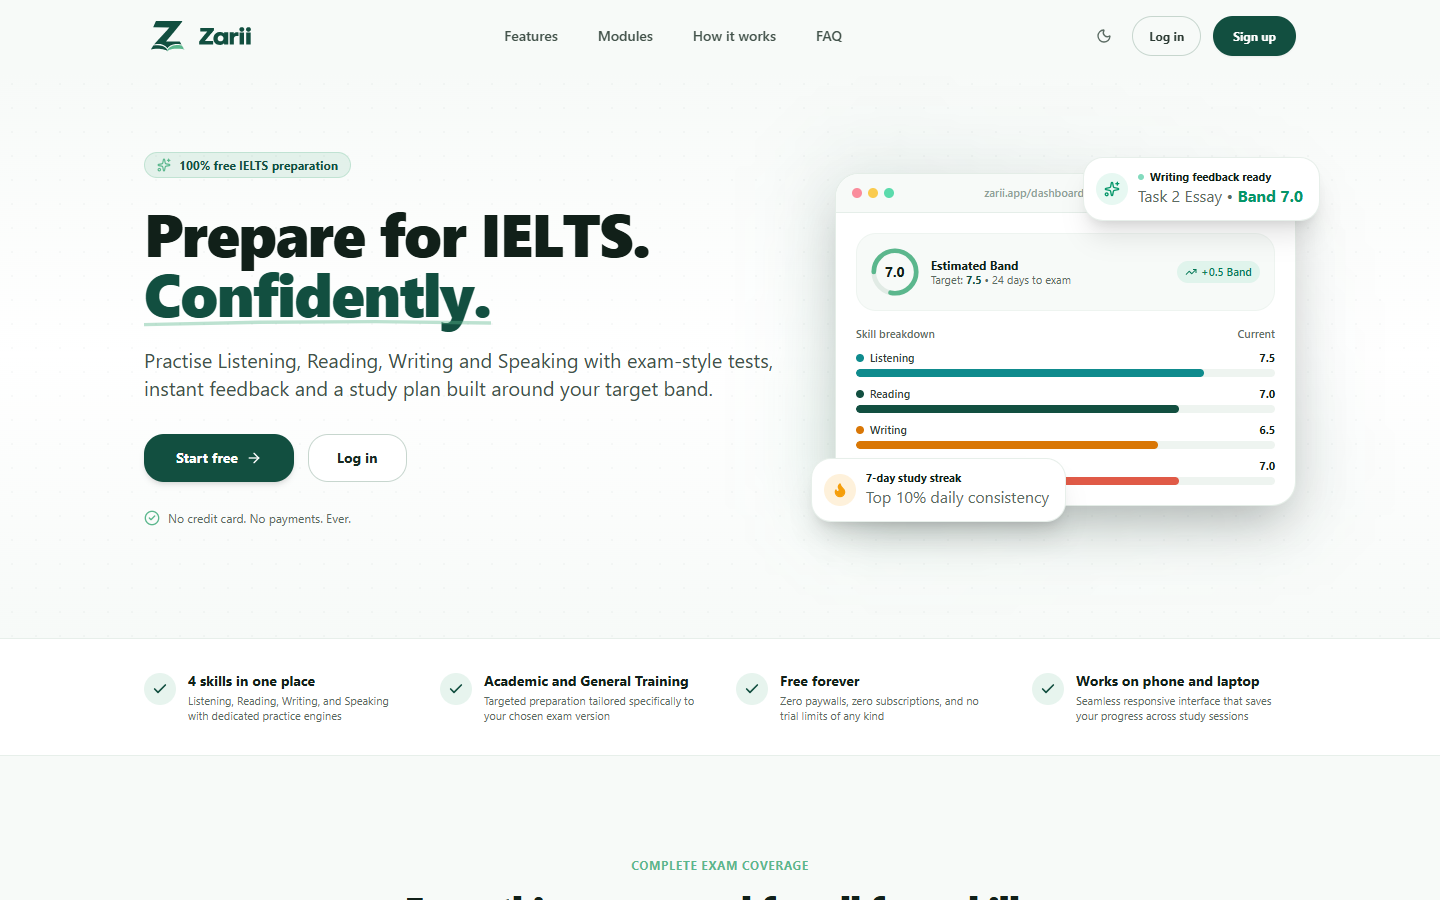 Zarii
Features
Modules
How it works
FAQ
Log in
Sign up
100% free IELTS preparation
Prepare for IELTS.
Confidently.
Practise Listening, Reading, Writing and Speaking with exam-style tests,
instant feedback and a study plan built around your target band.
Start free
Log in
No credit card. No payments. Ever.
zarii.app/dashboard
Writing feedback ready
Task 2 Essay • Band 7.0
7.0
Estimated Band
Target: 7.5 • 24 days to exam
+0.5 Band
Skill breakdown
Current
Listening
7.5
Reading
7.0
Writing
6.5
7.0
7-day study streak
Top 10% daily consistency
4 skills in one place
Listening, Reading, Writing, and Speaking
with dedicated practice engines
Academic and General Training
Targeted preparation tailored specifically to
your chosen exam version
Free forever
Zero paywalls, zero subscriptions, and no
trial limits of any kind
Works on phone and laptop
Seamless responsive interface that saves
your progress across study sessions
COMPLETE EXAM COVERAGE